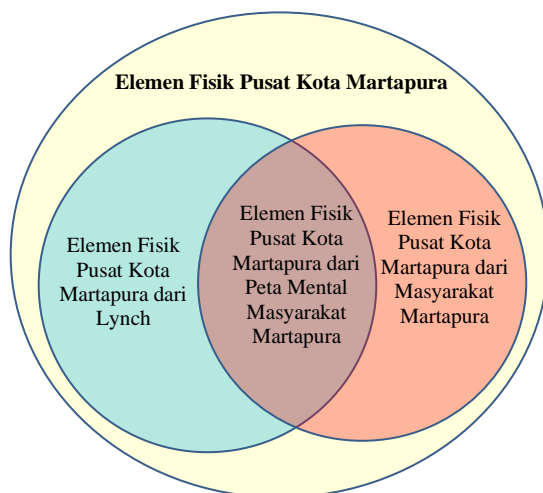 Elemen Fisik Pusat Kota Martapura
Elemen Fisik
Pusat Kota
Martapura dari
Lynch
Elemen Fisik
Pusat Kota
Martapura dari
Peta Mental
Masyarakat
Martapura
Elemen Fisik
Pusat Kota
Martapura dari
Masyarakat
Martapura